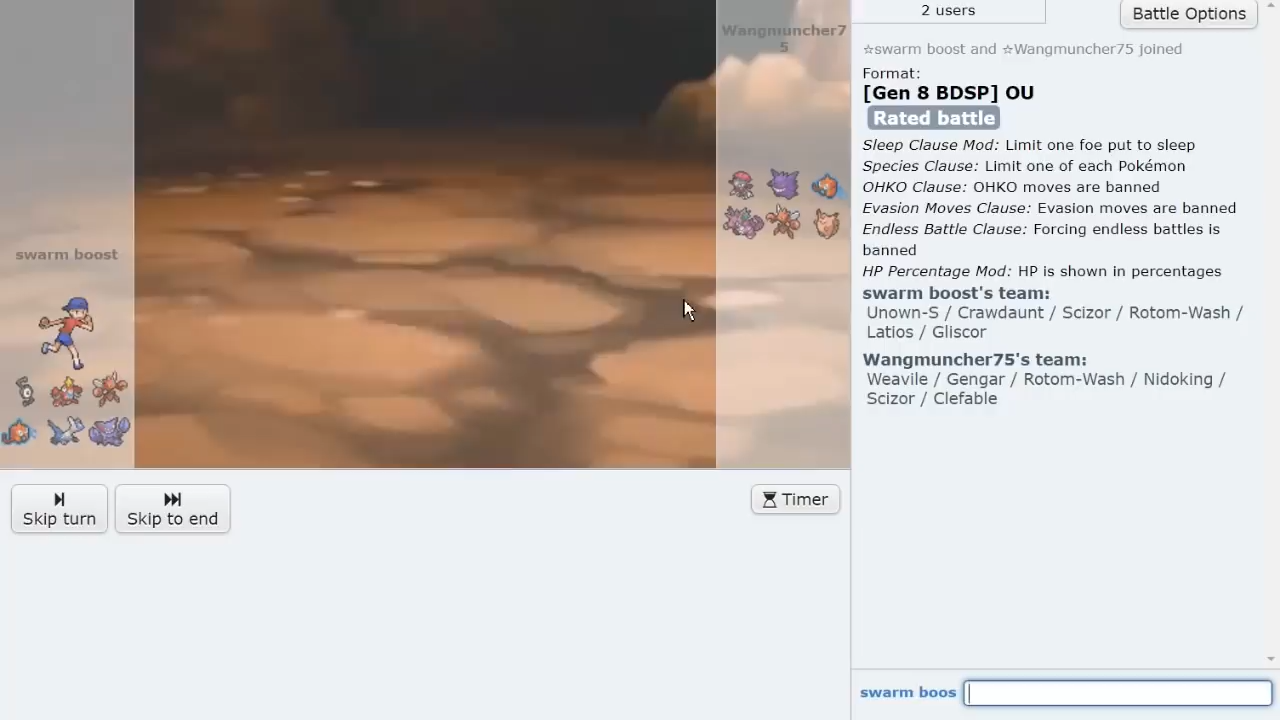 2 users
Battle Options
Wangmuncher7
5
☆swarm boost and ☆Wangmuncher75 joined
Format:
[Gen 8 BDSP] OU
Rated battle
Sleep Clause Mod: Limit one foe put to sleep
Species Clause: Limit one of each Pokémon
OHKO Clause: OHKO moves are banned
Evasion Moves Clause: Evasion moves are banned
Endless Battle Clause: Forcing endless battles is
banned
HP Percentage Mod: HP is shown in percentages
swarm boost's team:
Unown-S / Crawdaunt / Scizor / Rotom-Wash /
Latios / Gliscor
Wangmuncher75's team:
Weavile / Gengar / Rotom-Wash / Nidoking /
Scizor / Clefable
swarm boost
Skip turn
Skip to end
Timer
swarm boos